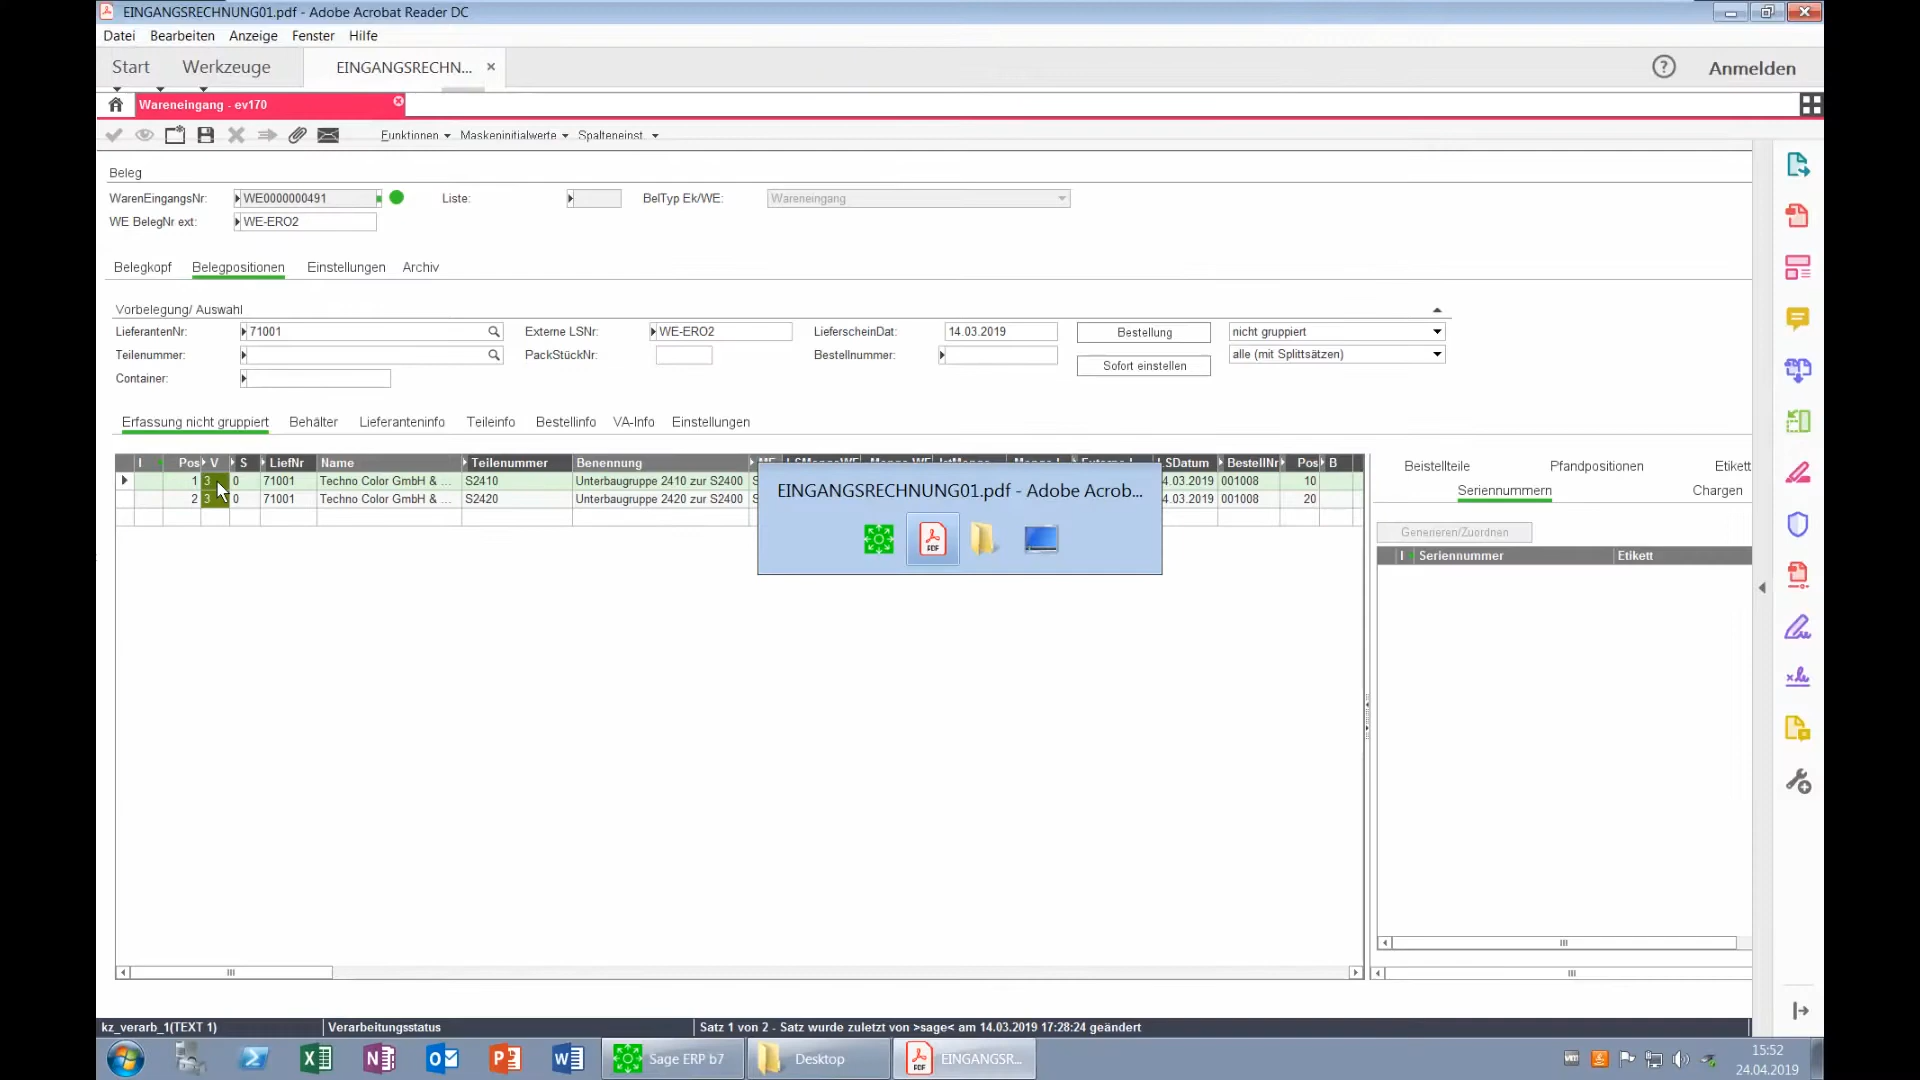 EINGANGSRECHNUNG01.pdf - Adobe Acrobat Reader DC
Datei Bearbeiten Anzeige Fenster Hilfe
Start Werkzeuge EINGANGSRECHN... × ? Anmelden
Wareneingang - ev170
Funktionen Maskeninitialwerte Spalteneinst.
Beleg
WarenEingangsNr: WE0000000491 Liste: BelTyp Ek/WE: Wareneingang
WE BelegNr ext: WE-ERO2
Belegkopf Belegpositionen Einstellungen Archiv
Vorbelegung/ Auswahl
LieferantenNr: 71001 Externe LSNr: WE-ERO2 LieferscheinDat: 14.03.2019 Bestellung nicht gruppiert
Teilenummer: PackStückNr: Bestellnummer: alle (mit Splittsätzen)
Container: Sofort einstellen
Erfassung nicht gruppiert Behälter Lieferanteninfo Teileinfo Bestellinfo VA-Info Einstellungen
I Pos V S LiefNr Name Teilenummer Benennung .SDatum BestellNr Pos B
1 3 0 71001 Techno Color GmbH & ... S2410 Unterbaugruppe 2410 zur S2400 4.03.2019 001008 10
2 3 0 71001 Techno Color GmbH & ... S2420 Unterbaugruppe 2420 zur S2400 4.03.2019 001008 20
EINGANGSRECHNUNG01.pdf - Adobe Acrob...
PDF
Beistellteile Pfandpositionen Etikett
Seriennummern Chargen
Generieren/Zuordnen
I Seriennummer Etikett
kz_verarb_1(TEXT 1) Verarbeitungsstatus Satz 1 von 2 - Satz wurde zuletzt von >sage< am 14.03.2019 17:28:24 geändert
Sage ERP b7 Desktop EINGANGSR...
15:52
24.04.2019